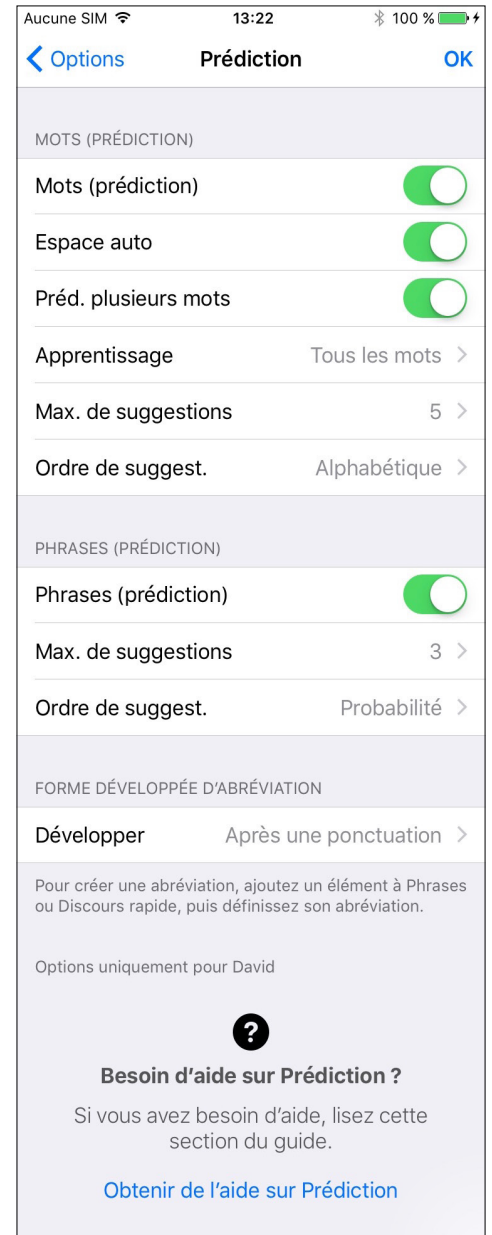 Aucune SIM 13:22 100 %
Options Prédiction OK
MOTS (PRÉDICTION)
Mots (prédiction)
Espace auto
Préd. plusieurs mots
Apprentissage Tous les mots
Max. de suggestions 5
Ordre de suggest. Alphabétique
PHRASES (PRÉDICTION)
Phrases (prédiction)
Max. de suggestions 3
Ordre de suggest. Probabilité
FORME DÉVELOPPÉE D’ABRÉVIATION
Développer Après une ponctuation
Pour créer une abréviation, ajoutez un élément à Phrases
ou Discours rapide, puis définissez son abréviation.
Options uniquement pour David
?
Besoin d’aide sur Prédiction ?
Si vous avez besoin d’aide, lisez cette
section du guide.
Obtenir de l’aide sur Prédiction